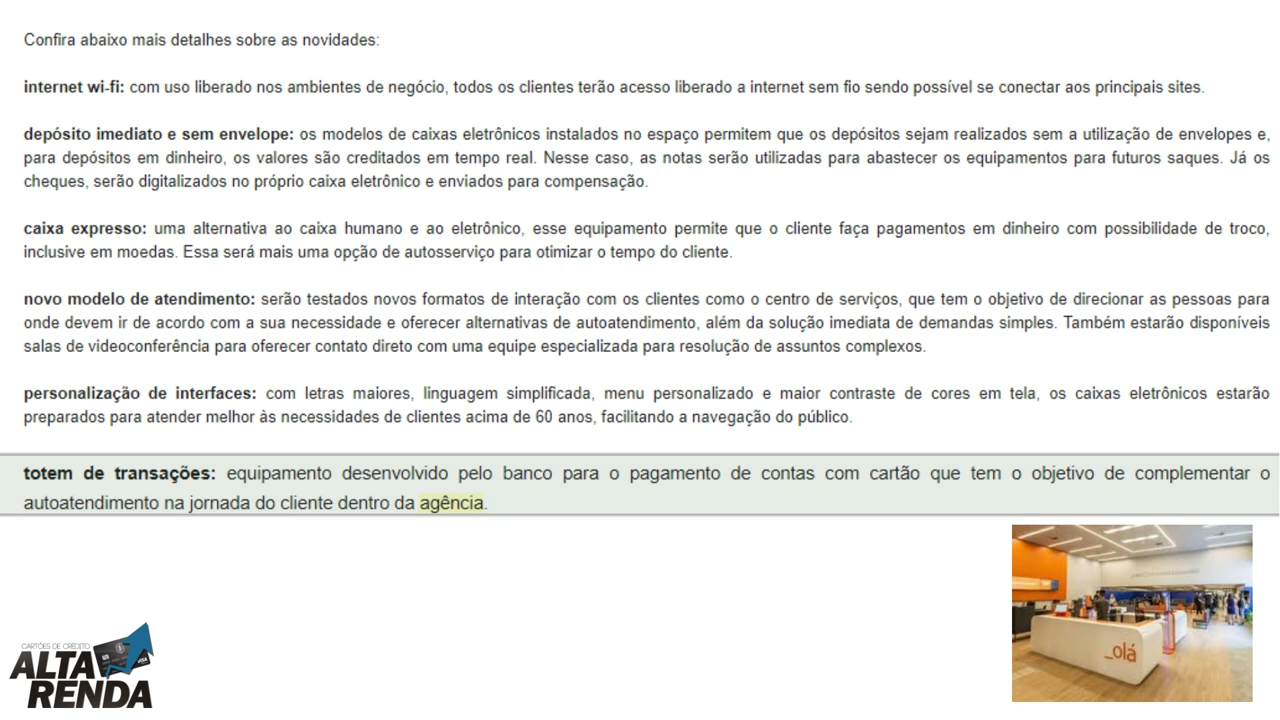 Confira abaixo mais detalhes sobre as novidades:
internet wi-fi: com uso liberado nos ambientes de negócio, todos os clientes terão acesso liberado a internet sem fio sendo possível se conectar aos principais sites.
depósito imediato e sem envelope: os modelos de caixas eletrônicos instalados no espaço permitem que os depósitos sejam realizados sem a utilização de envelopes e,
para depósitos em dinheiro, os valores são creditados em tempo real. Nesse caso, as notas serão utilizadas para abastecer os equipamentos para futuros saques. Já os
cheques, serão digitalizados no próprio caixa eletrônico e enviados para compensação.
caixa expresso: uma alternativa ao caixa humano e ao eletrônico, esse equipamento permite que o cliente faça pagamentos em dinheiro com possibilidade de troco,
inclusive em moedas. Essa será mais uma opção de autosserviço para otimizar o tempo do cliente.
novo modelo de atendimento: serão testados novos formatos de interação com os clientes como o centro de serviços, que tem o objetivo de direcionar as pessoas para
onde devem ir de acordo com a sua necessidade e oferecer alternativas de autoatendimento, além da solução imediata de demandas simples. Também estarão disponíveis
salas de videoconferência para oferecer contato direto com uma equipe especializada para resolução de assuntos complexos.
personalização de interfaces: com letras maiores, linguagem simplificada, menu personalizado e maior contraste de cores em tela, os caixas eletrônicos estarão
preparados para atender melhor às necessidades de clientes acima de 60 anos, facilitando a navegação do público.
totem de transações: equipamento desenvolvido pelo banco para o pagamento de contas com cartão que tem o objetivo de complementar o
autoatendimento na jornada do cliente dentro da agência.
CARTÕES DE CRÉDITO
ALTA
RENDA
_olá